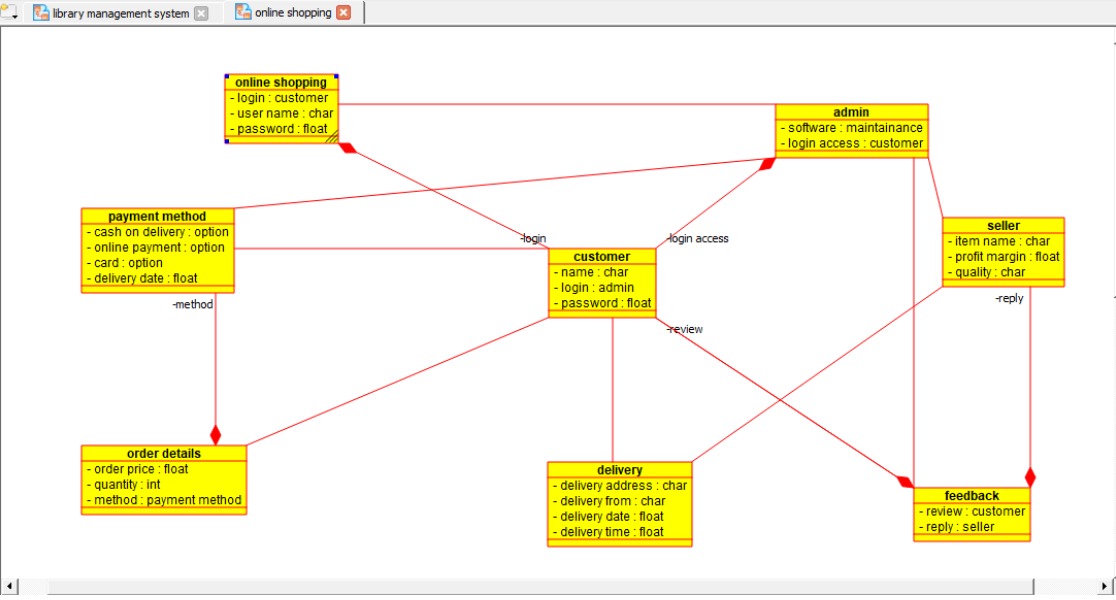 library management system
online shopping
online shopping
- login : customer
- user name : char
- password : float
admin
- software : maintainance
- login access : customer
payment method
- cash on delivery : option
- online payment : option
- card : option
- delivery date : float
-method
-login
-login access
customer
- name : char
- login : admin
- password : float
-review
seller
- item name : char
- profit margin : float
- quality : char
-reply
order details
- order price : float
- quantity : int
- method : payment method
delivery
- delivery address : char
- delivery from : char
- delivery date : float
- delivery time : float
feedback
- review : customer
- reply : seller